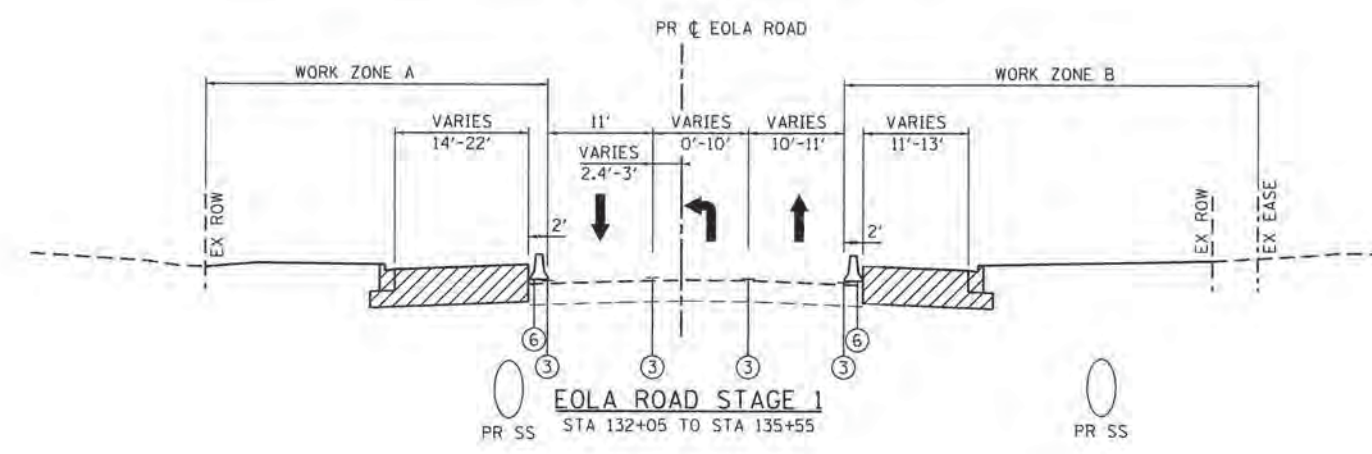 PR ℄ EOLA ROAD
WORK ZONE A
WORK ZONE B
VARIES
14'-22'
11'
VARIES
0'-10'
VARIES
10'-11'
VARIES
11'-13'
VARIES
2.4'-3'
EX ROW
2'
2'
EX ROW
EX EASE
6
3
3
3
6
3
EOLA ROAD STAGE 1
STA 132+05 TO STA 135+55
PR SS
PR SS